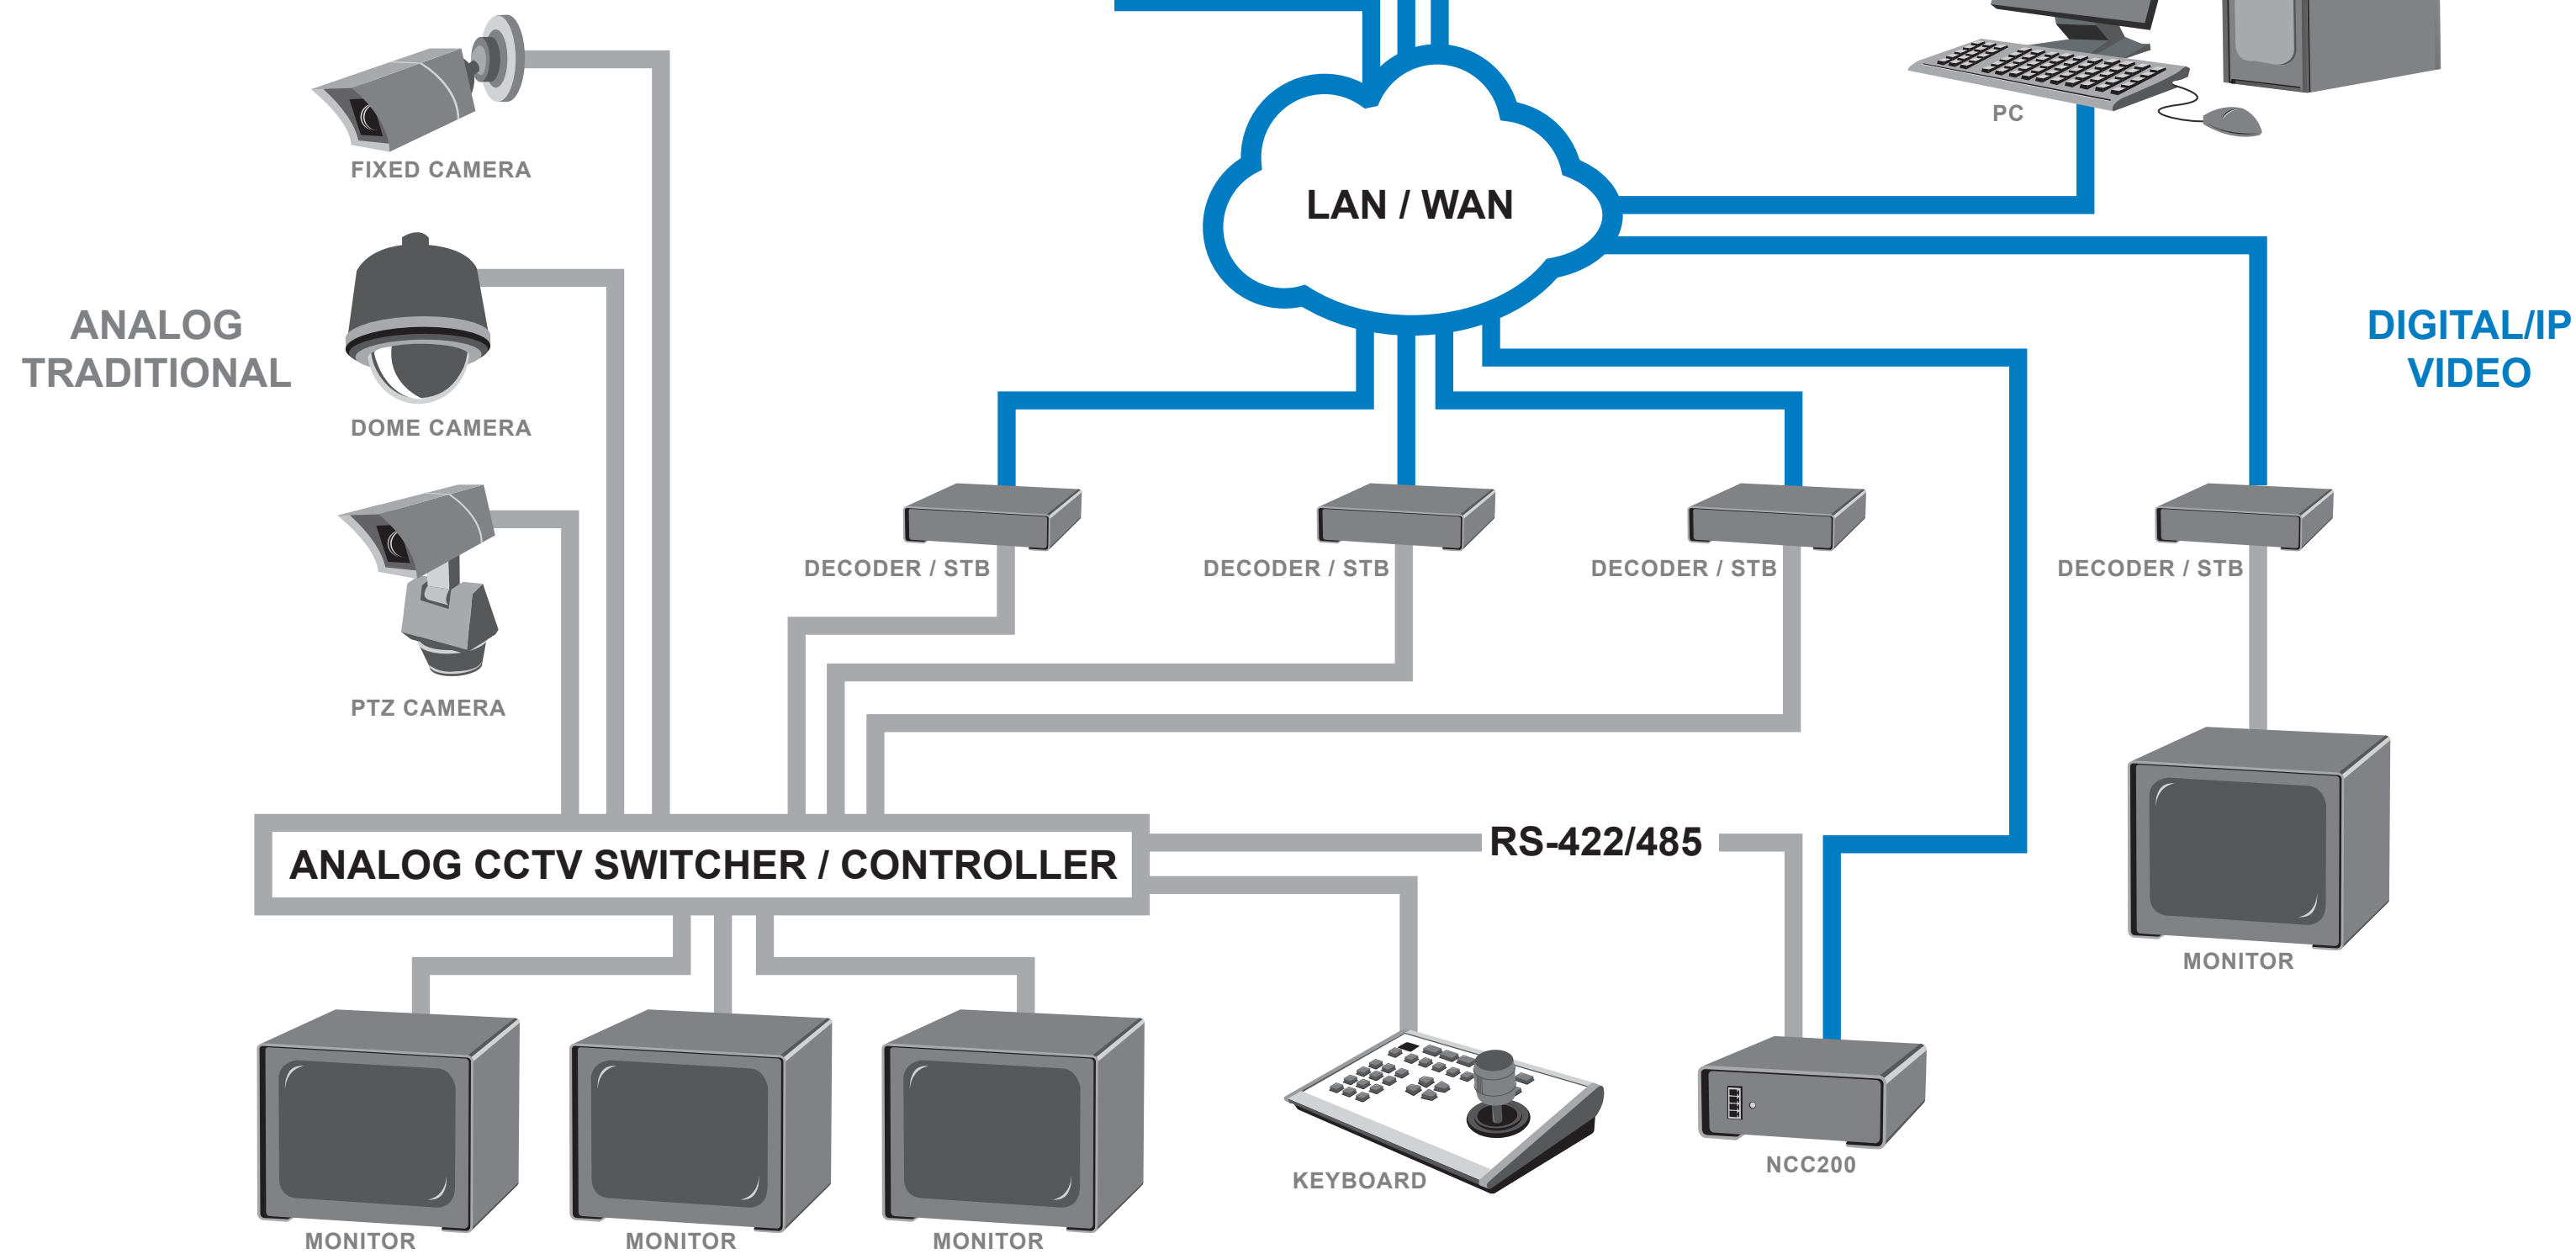 PC
FIXED CAMERA
LAN / WAN
ANALOG
TRADITIONAL
DIGITAL/IP
VIDEO
DOME CAMERA
DECODER / STB
DECODER / STB
DECODER / STB
DECODER / STB
PTZ CAMERA
RS-422/485
ANALOG CCTV SWITCHER / CONTROLLER
MONITOR
NCC200
KEYBOARD
MONITOR
MONITOR
MONITOR